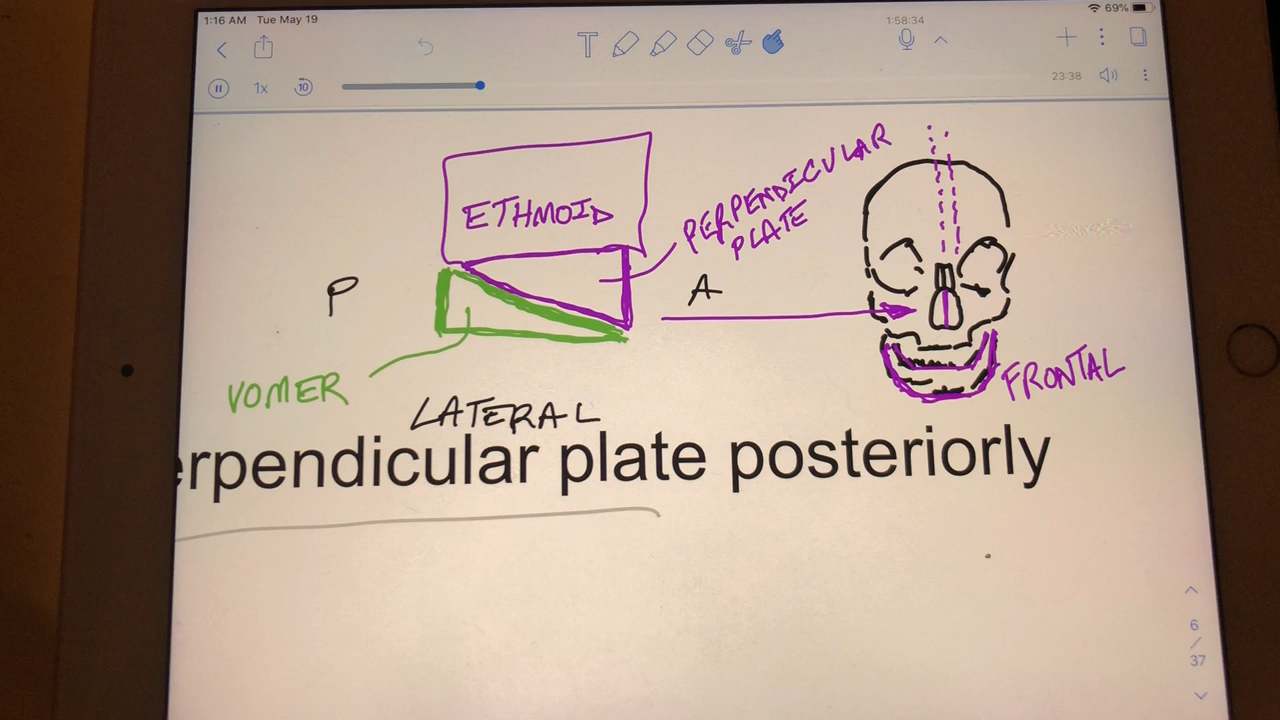 1:16 AM Tue May 19
69%
1:58:34
T
1x
10
23:38
ETHMOID
PERPENDICULAR
PLATE
P
A
VOMER
LATERAL
FRONTAL
erpendicular plate posteriorly
6
/
37